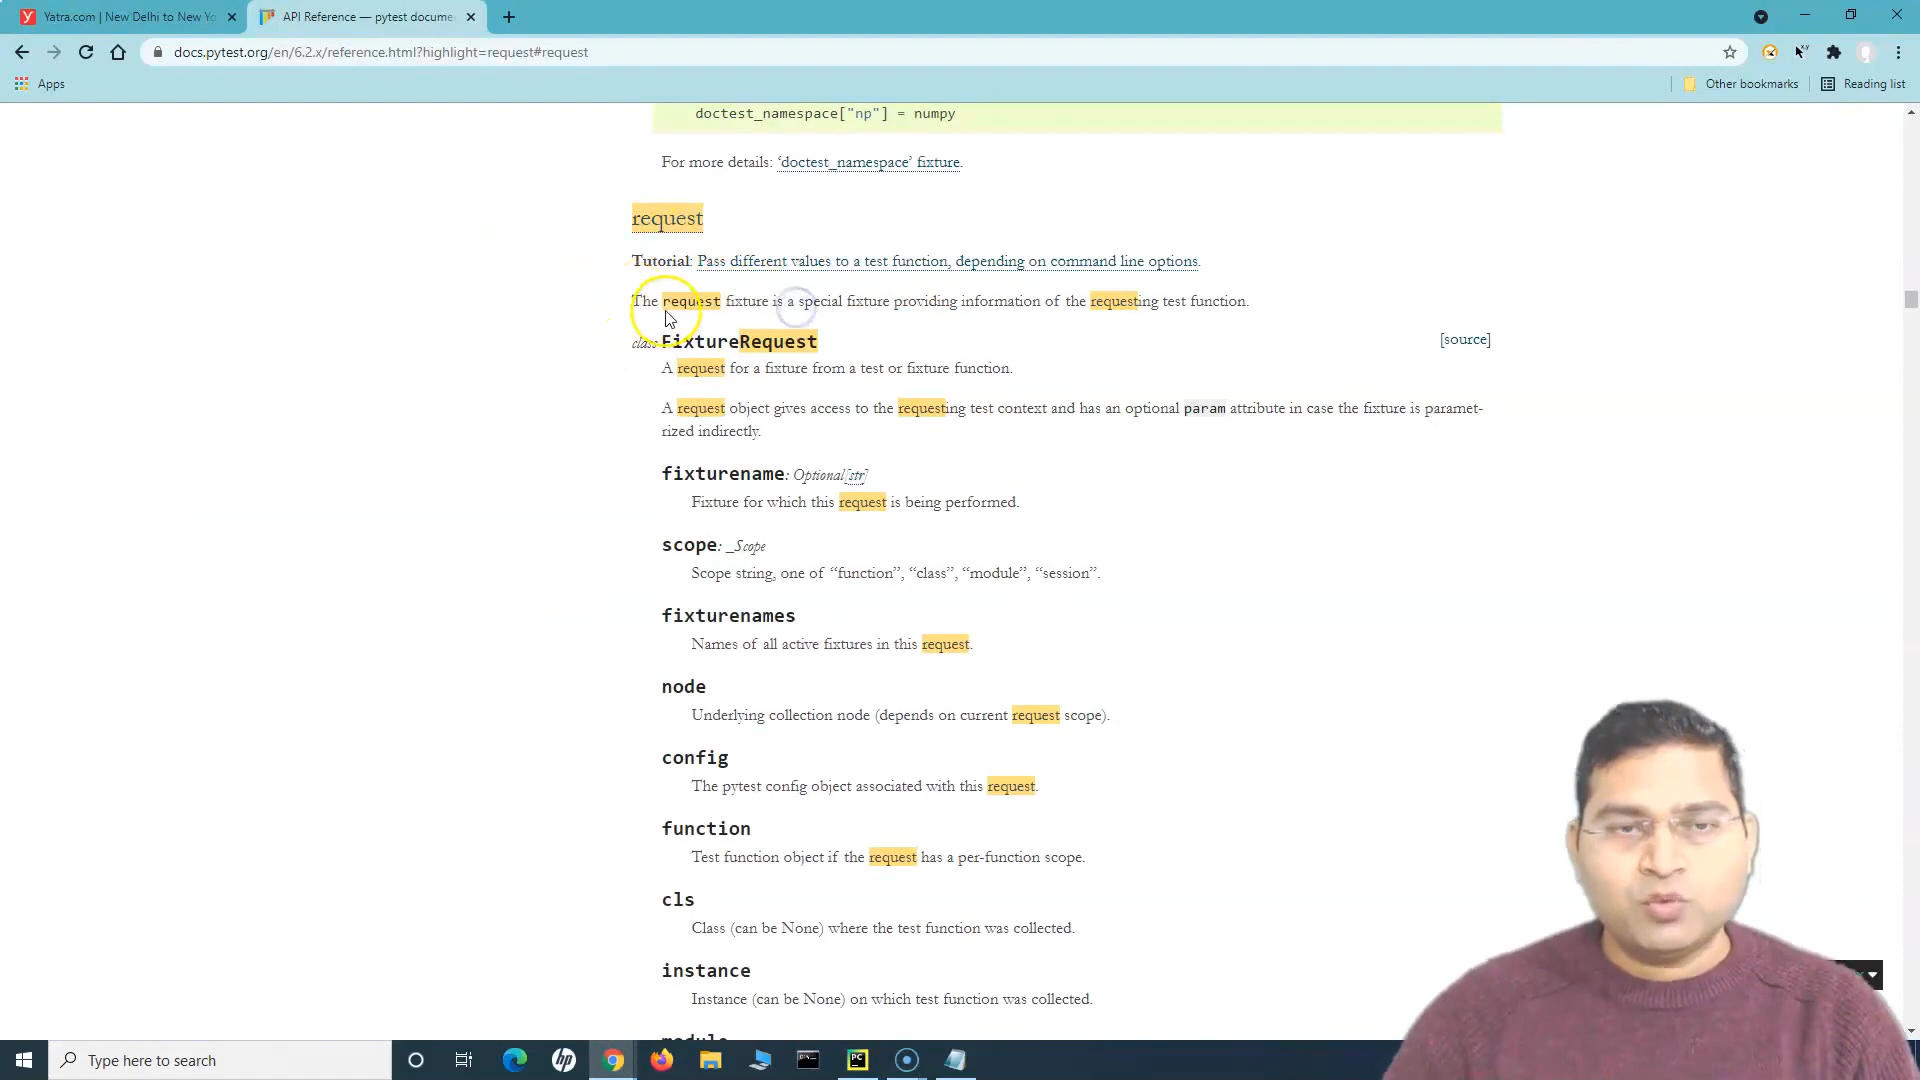 Yatra.com | New Delhi to New Yo
API Reference — pytest docume
docs.pytest.org/en/6.2.x/reference.html?highlight=request#request
Apps
Other bookmarks
Reading list
doctest_namespace["np"] = numpy
For more details: ‘doctest_namespace’ fixture.
request
Tutorial: Pass different values to a test function, depending on command line options.
The request fixture is a special fixture providing information of the requesting test function.
class FixtureRequest
[source]
A request for a fixture from a test or fixture function.
A request object gives access to the requesting test context and has an optional param attribute in case the fixture is paramet-
rized indirectly.
fixturename: Optional[str]
Fixture for which this request is being performed.
scope: _Scope
Scope string, one of “function”, “class”, “module”, “session”.
fixturenames
Names of all active fixtures in this request.
node
Underlying collection node (depends on current request scope).
config
The pytest config object associated with this request.
function
Test function object if the request has a per-function scope.
cls
Class (can be None) where the test function was collected.
instance
Instance (can be None) on which test function was collected.
module
Type here to search